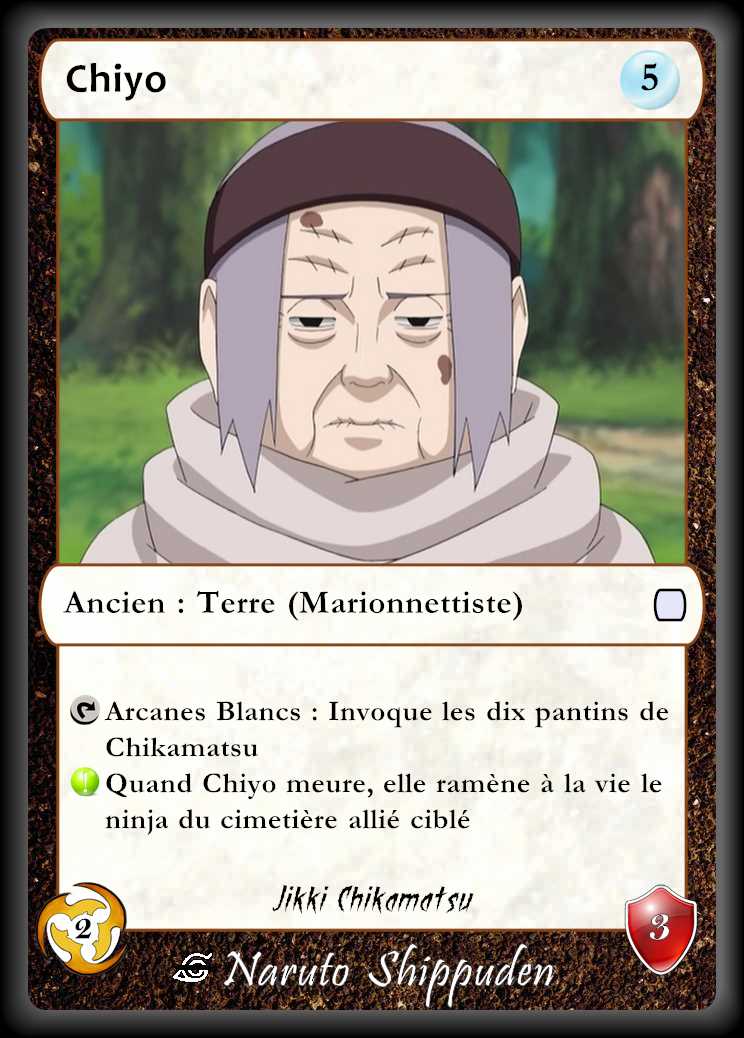 Chiyo
5
Ancien : Terre (Marionnettiste)
Arcanes Blancs : Invoque les dix pantins de
Chikamatsu
Quand Chiyo meure, elle ramène à la vie le
ninja du cimetière allié ciblé
Jikki Chikamatsu
2
3
Naruto Shippuden